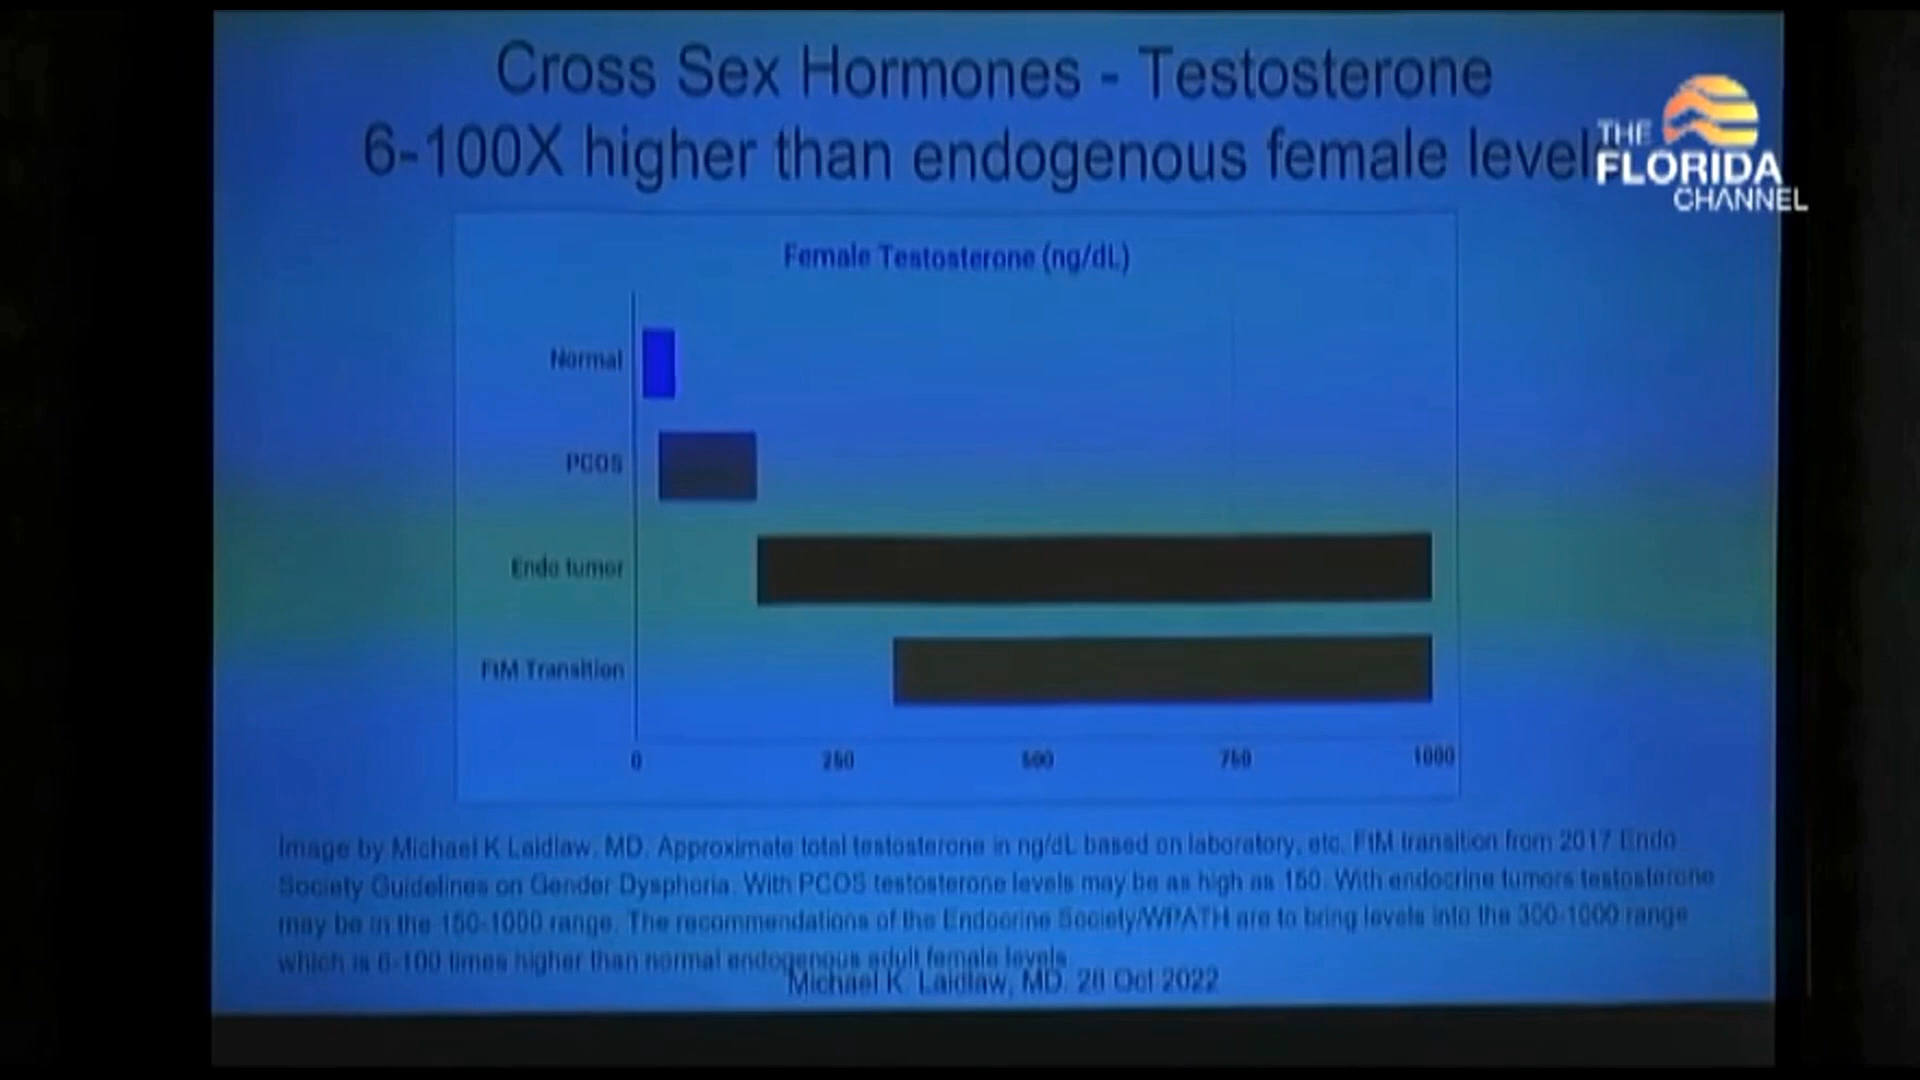 Cross Sex Hormones - Testosterone
6-100X higher than endogenous female level
THE
FLORIDA
CHANNEL
Female Testosterone (ng/dL)
Normal
PCOS
Endo tumor
FtM Transition
0 250 500 750 1000
Image by Michael K Laidlaw, MD. Approximate total testosterone in ng/dL based on laboratory, etc. FtM transition from 2017 Endo
Society Guidelines on Gender Dysphoria. With PCOS testosterone levels may be as high as 150. With endocrine tumors testosterone
may be in the 150-1000 range. The recommendations of the Endocrine Society/WPATH are to bring levels into the 300-1000 range
which is 6-100 times higher than normal endogenous adult female levels
Michael K Laidlaw, MD. 28 Oct 2022